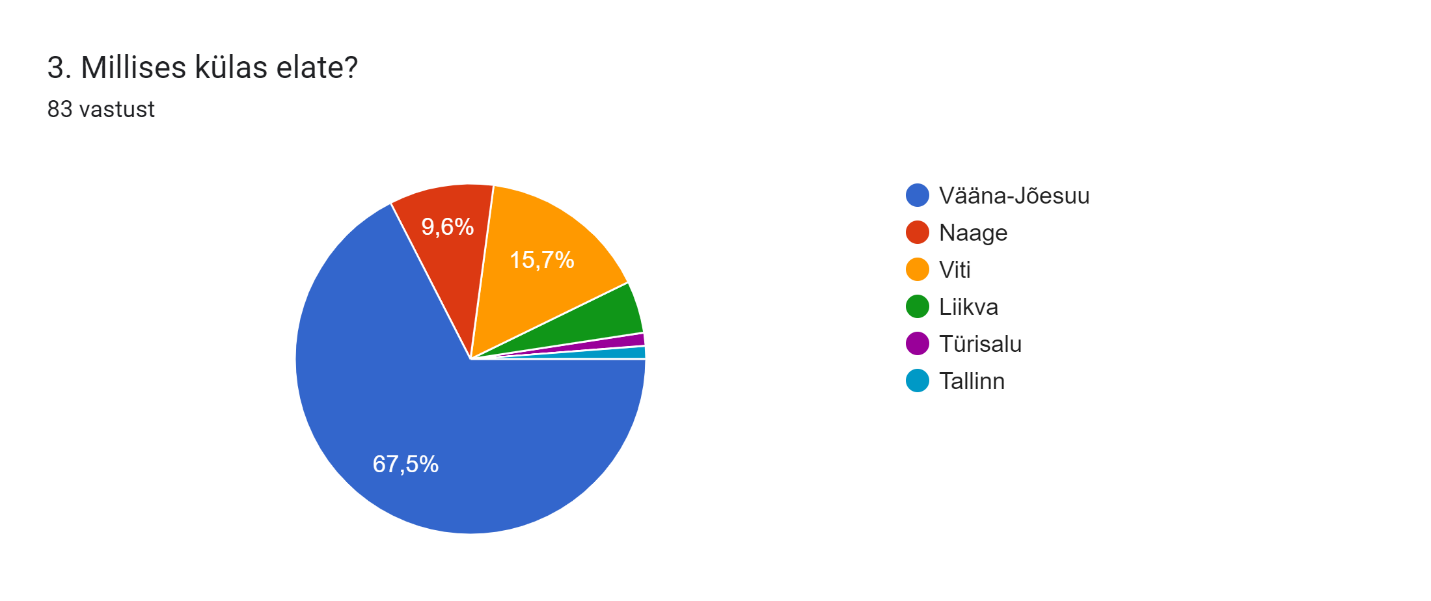 3. Millises külas elate?
83 vastust
9,6%
15,7%
67,5%
Vääna-Jõesuu
Naage
Viti
Liikva
Türisalu
Tallinn